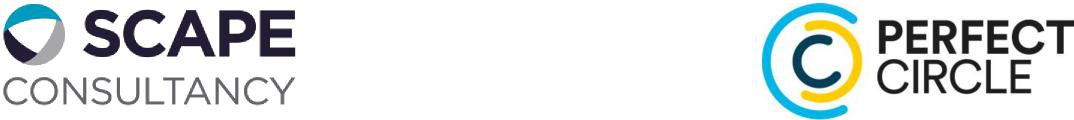 SCAPE
CONSULTANCY
PERFECT
CIRCLE